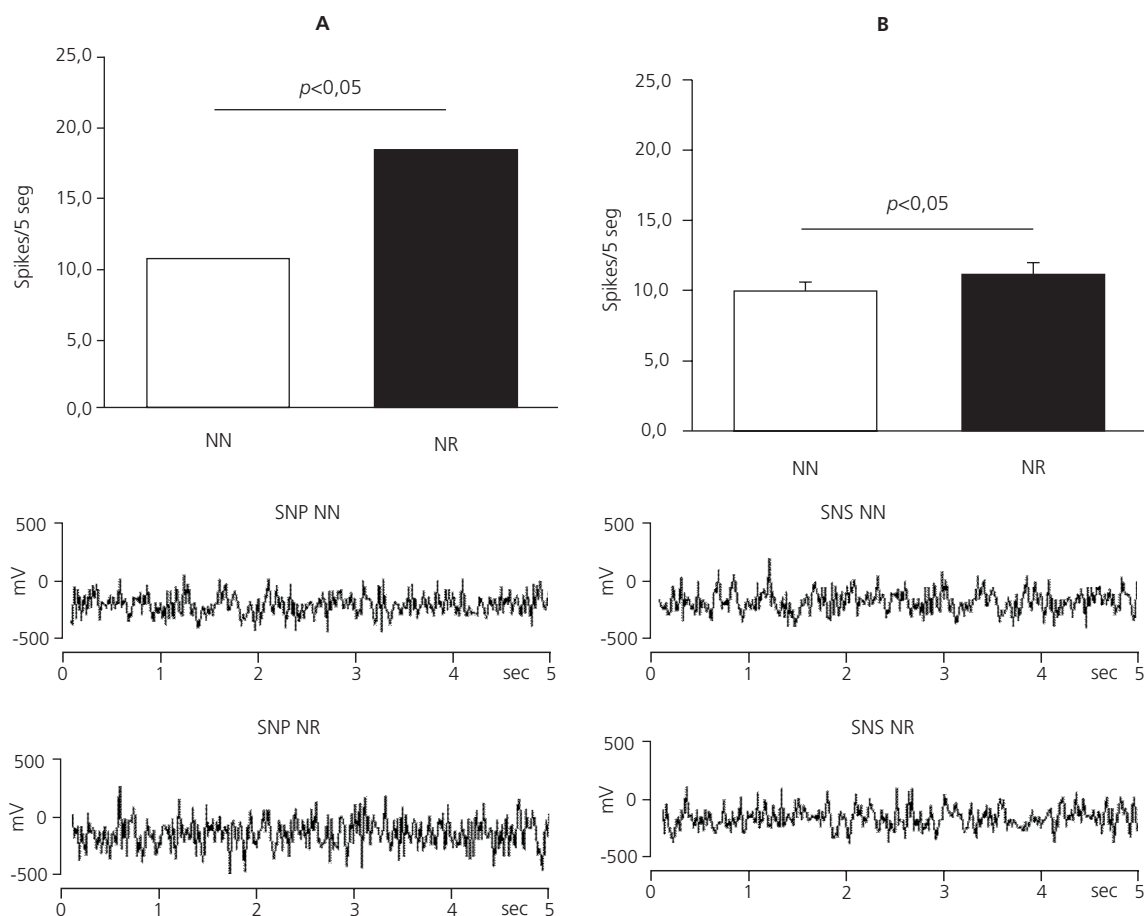 A
25,0
20,0
15,0
10,0
5,0
0,0
Spikes/5 seg
p<0,05
NN
NR
B
25,0
20,0
15,0
10,0
5,0
0,0
Spikes/5 seg
p<0,05
NN
NR
SNP NN
500
0
-500
mV
0 1 2 3 4 sec 5
SNS NN
500
0
-500
mV
0 1 2 3 4 sec 5
SNP NR
500
0
-500
mV
0 1 2 3 4 sec 5
SNS NR
500
0
-500
mV
0 1 2 3 4 sec 5